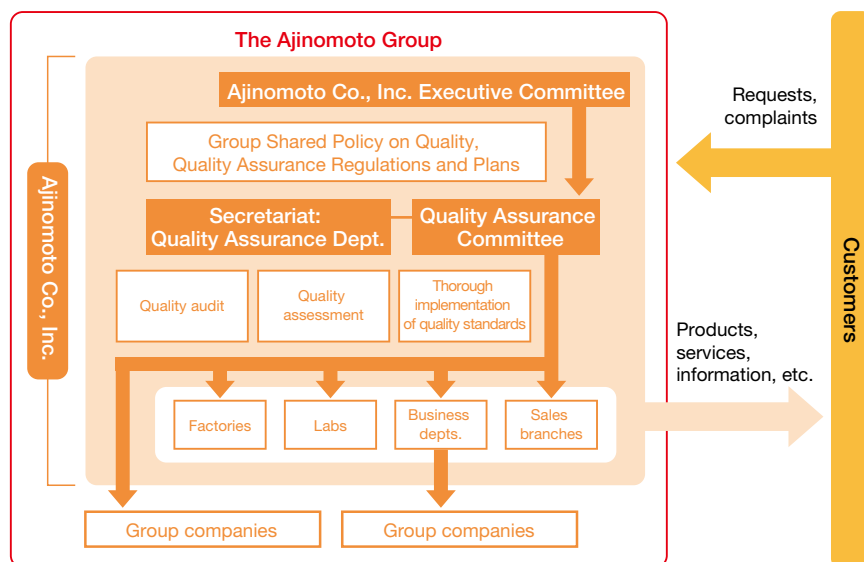 The Ajinomoto Group
Ajinomoto Co., Inc. Executive Committee
Group Shared Policy on Quality,
Quality Assurance Regulations and Plans
Secretariat:
Quality Assurance Dept.
Quality Assurance
Committee
Quality audit
Quality
assessment
Thorough
implementation
of quality standards
Factories
Labs
Business
depts.
Sales
branches
Group companies
Group companies
Ajinomoto Co., Inc.
Requests,
complaints
Products,
services,
information, etc.
Customers